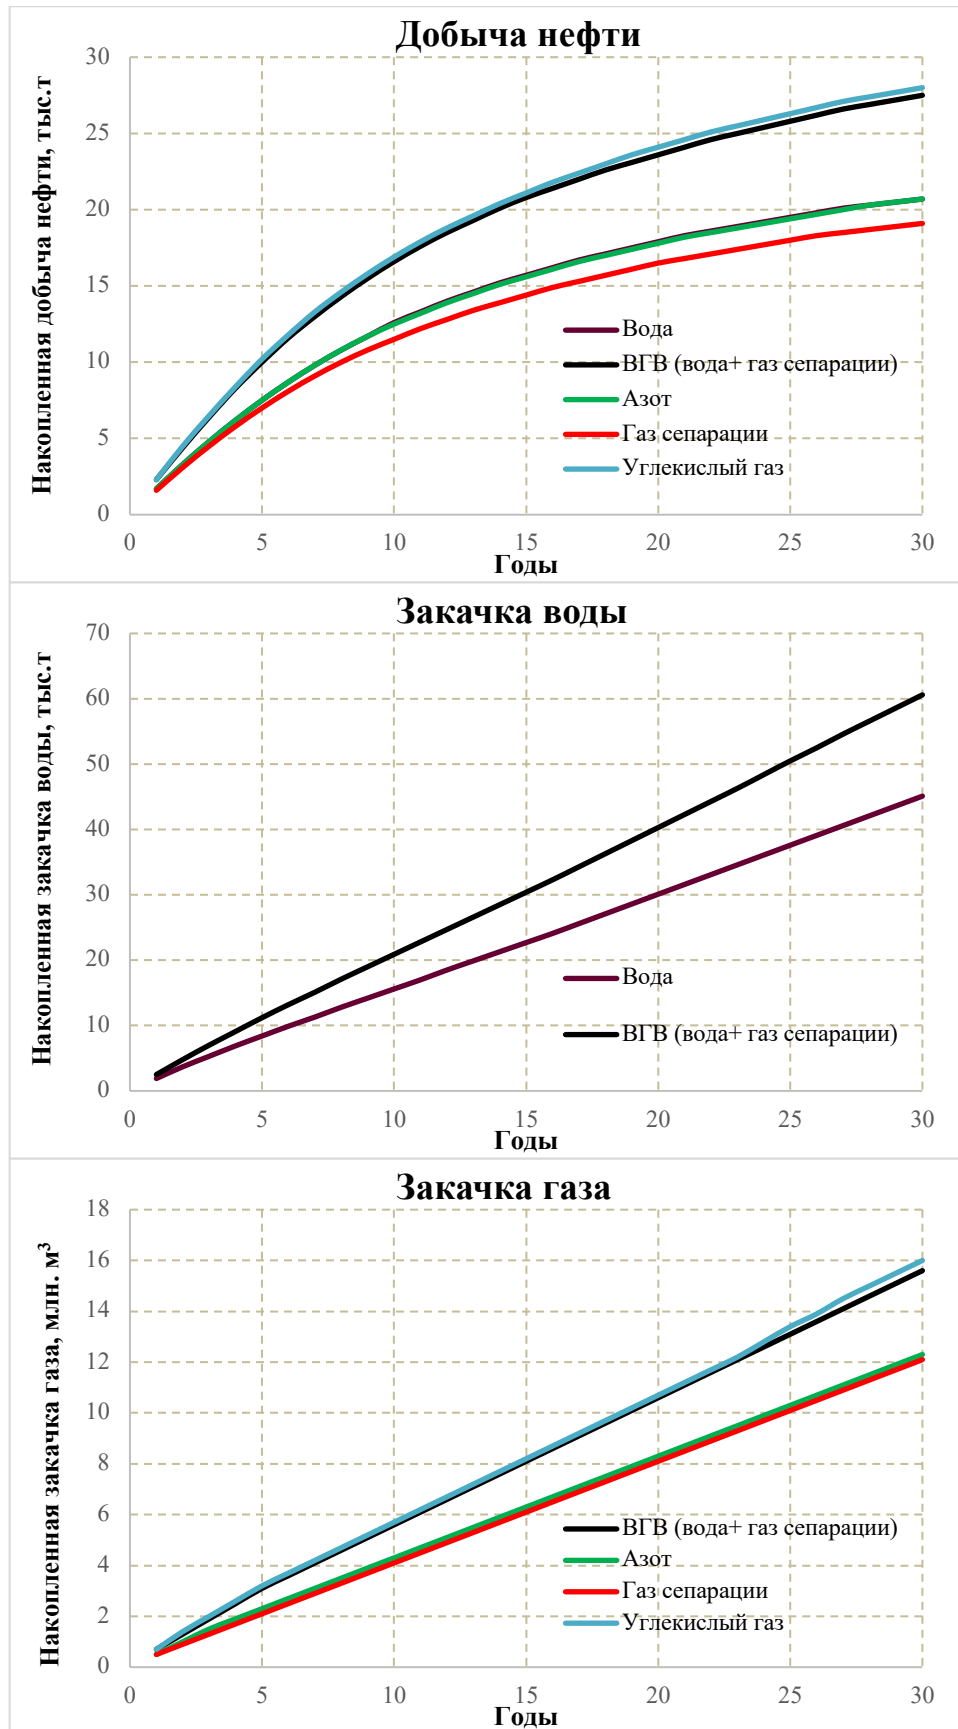 Добыча нефти
Накопленная добыча нефти, тыс.т
30
25
20
15
10
5
0
Вода
ВГВ (вода+ газ сепарации)
Азот
Газ сепарации
Углекислый газ
0 5 10 15 20 25 30
Годы
Закачка воды
Накопленная закачка воды, тыс.т
70
60
50
40
30
20
10
0
Вода
ВГВ (вода+ газ сепарации)
0 5 10 15 20 25 30
Годы
Закачка газа
Накопленная закачка газа, млн. м³
18
16
14
12
10
8
6
4
2
0
ВГВ (вода+ газ сепарации)
Азот
Газ сепарации
Углекислый газ
0 5 10 15 20 25 30
Годы